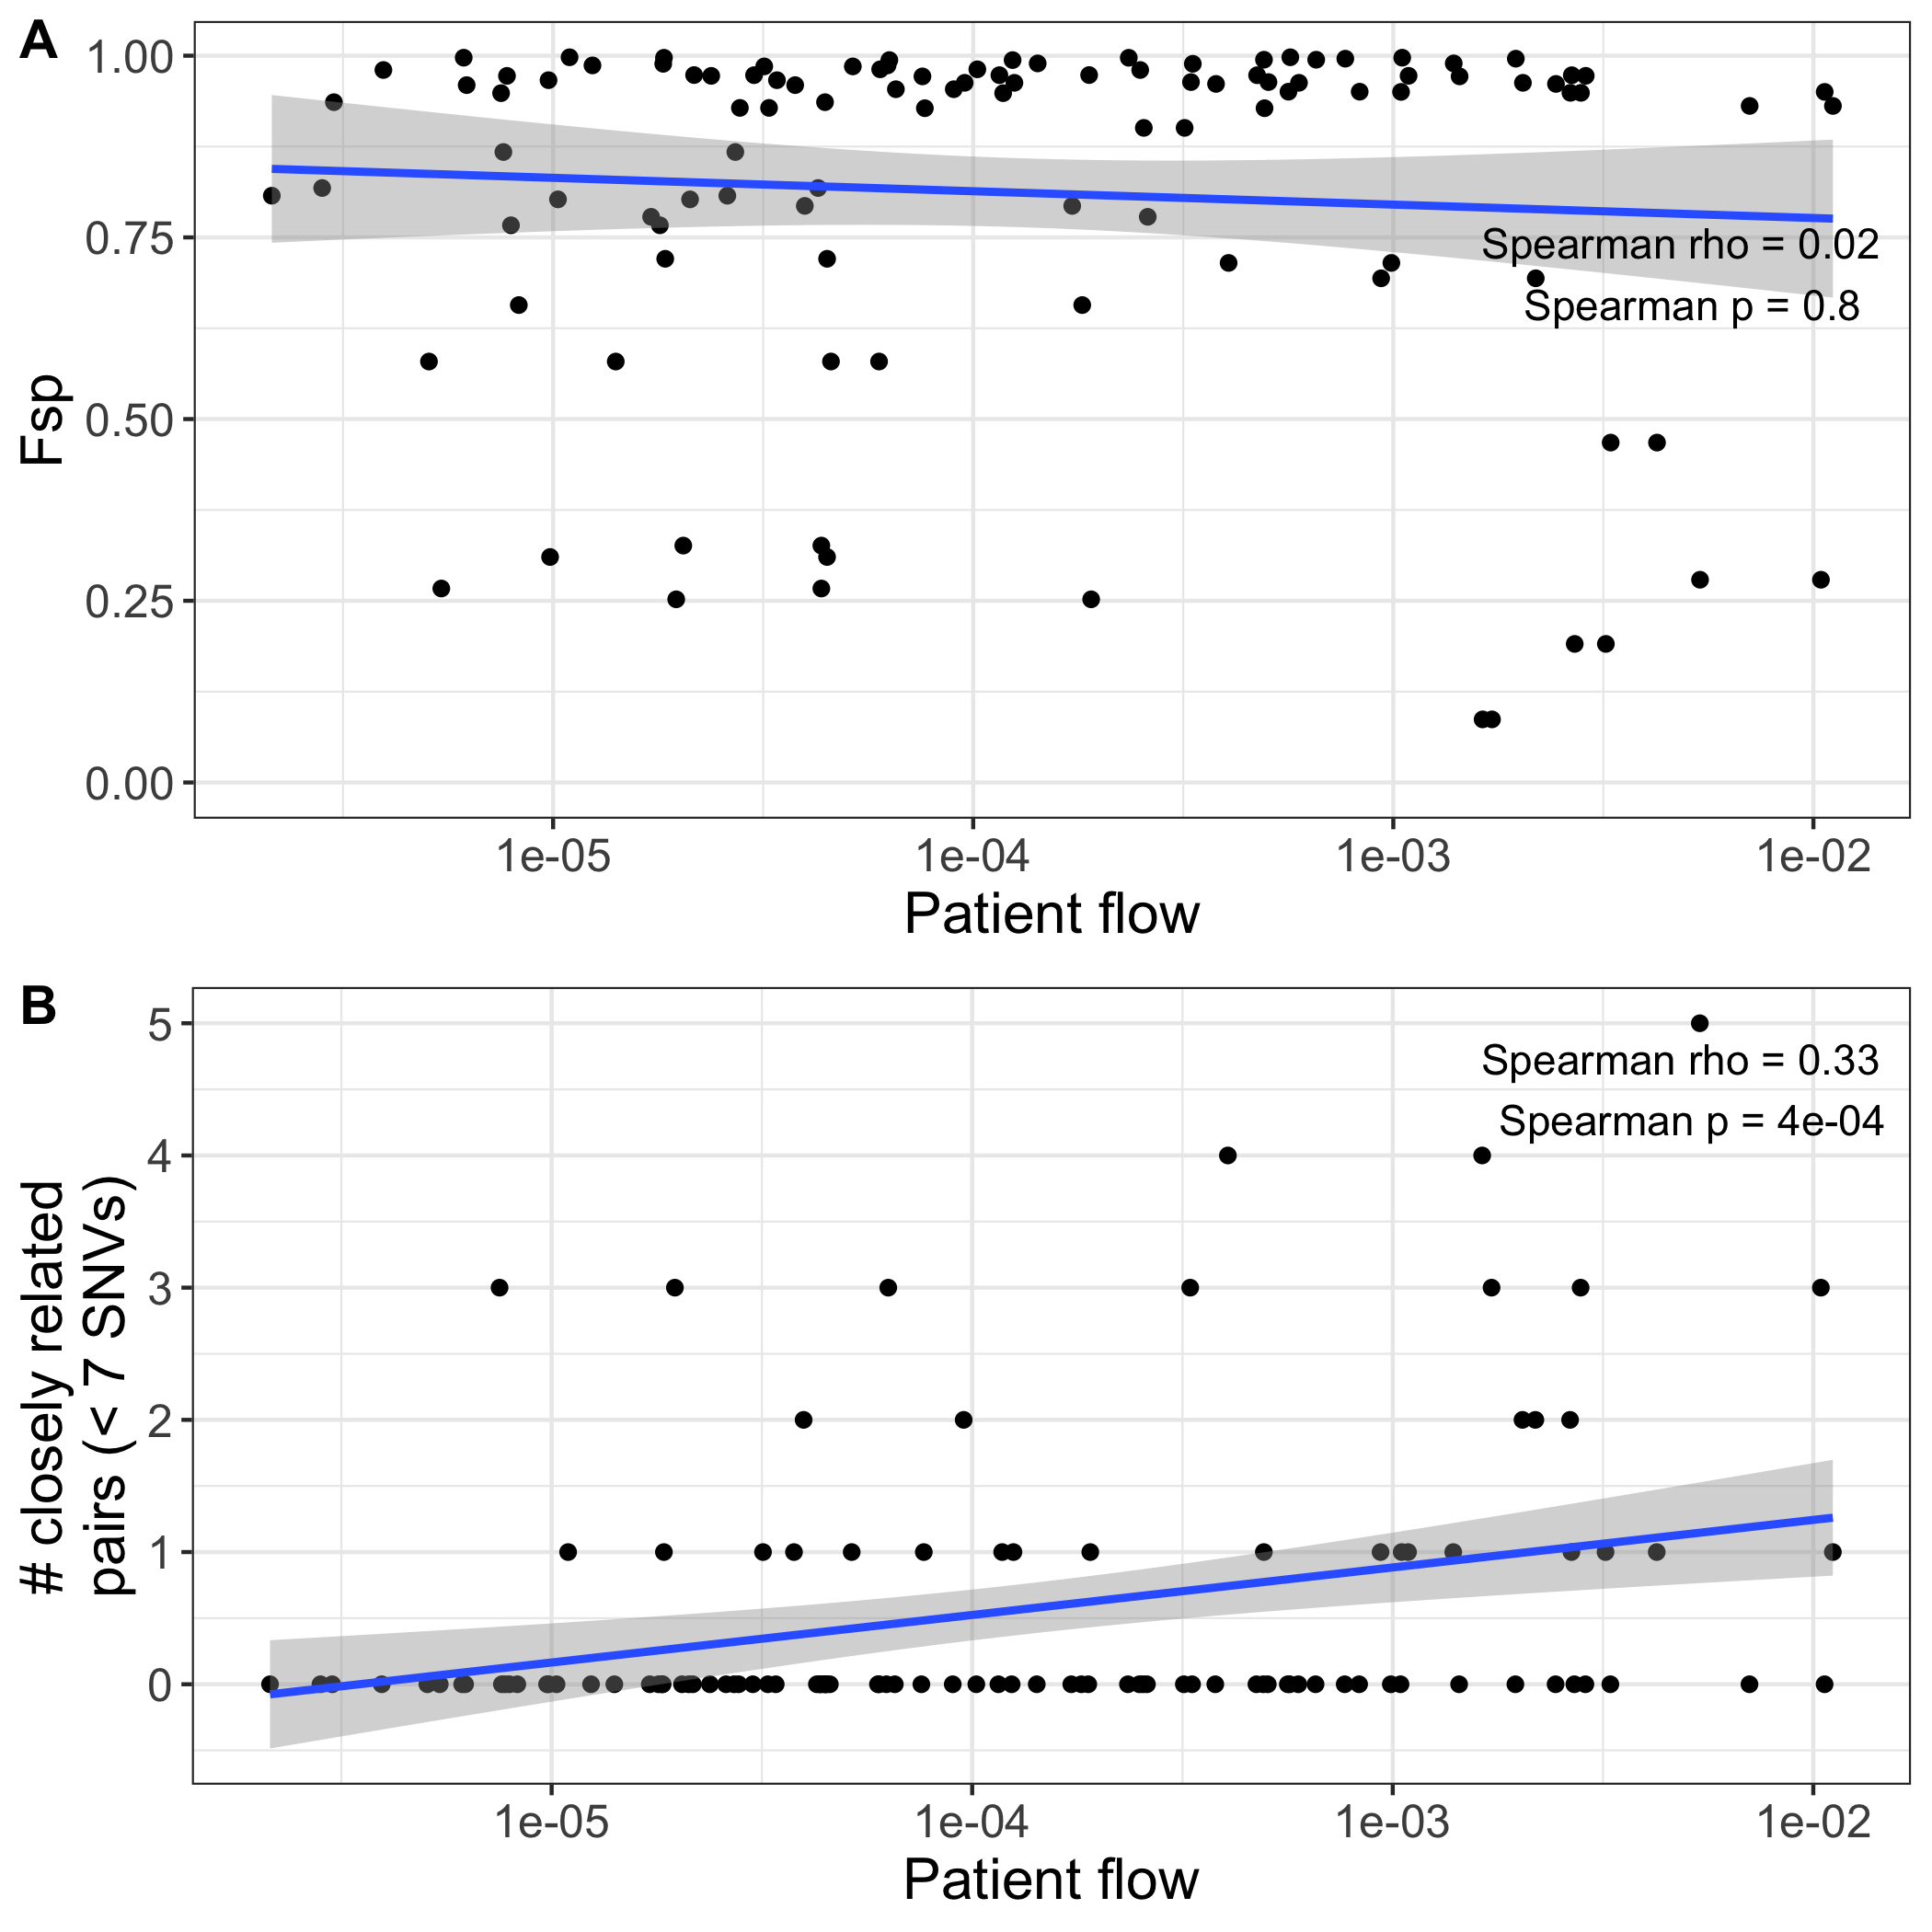 A
1.00
0.75
0.50
0.25
0.00
Fsp
Spearman rho = 0.02
Spearman p = 0.8
1e-05 1e-04 1e-03 1e-02
Patient flow
B
5
4
3
2
1
0
# closely related
pairs (< 7 SNVs)
Spearman rho = 0.33
Spearman p = 4e-04
1e-05 1e-04 1e-03 1e-02
Patient flow